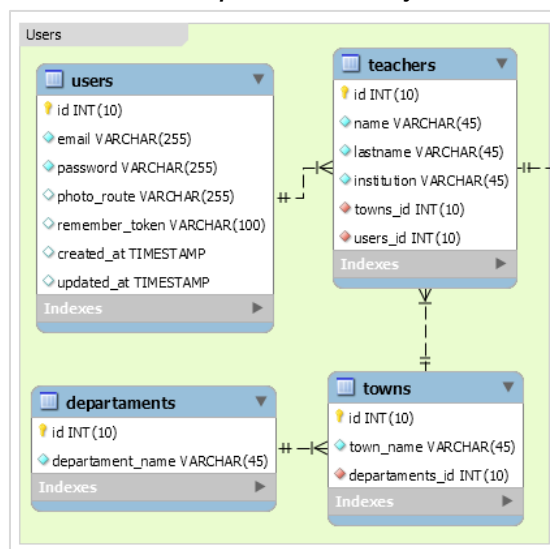 Users
users
id INT(10)
email VARCHAR(255)
password VARCHAR(255)
photo_route VARCHAR(255)
remember_token VARCHAR(100)
created_at TIMESTAMP
updated_at TIMESTAMP
Indexes
teachers
id INT(10)
name VARCHAR(45)
lastname VARCHAR(45)
institution VARCHAR(45)
towns_id INT(10)
users_id INT(10)
Indexes
departaments
id INT(10)
departament_name VARCHAR(45)
Indexes
towns
id INT(10)
town_name VARCHAR(45)
departaments_id INT(10)
Indexes